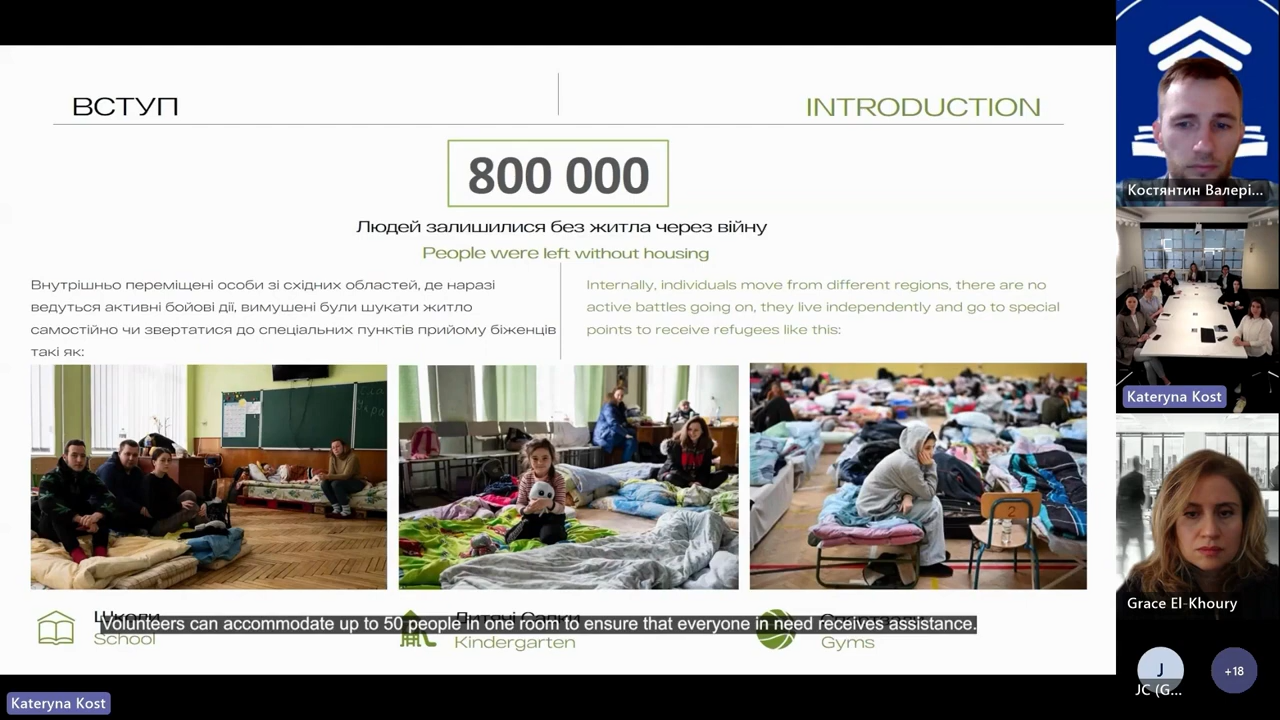 ВСТУП
INTRODUCTION
800 000
Людей залишилися без житла через війну
People were left without housing
Внутрішньо переміщені особи зі східних областей, де наразі
ведуться активні бойові дії, вимушені були шукати житло
самостійно чи звертатися до спеціальних пунктів прийому біженців
такі як:
Internally, individuals move from different regions, there are no
active battles going on, they live independently and go to special
points to receive refugees like this:
2
Школи
School
Дитячі Садки
Kindergarten
Gyms
Volunteers can accommodate up to 50 people in one room to ensure that everyone in need receives assistance.
Kateryna Kost
Костянтин Валері...
Kateryna Kost
Grace El-Khoury
J
JC (G...
+18